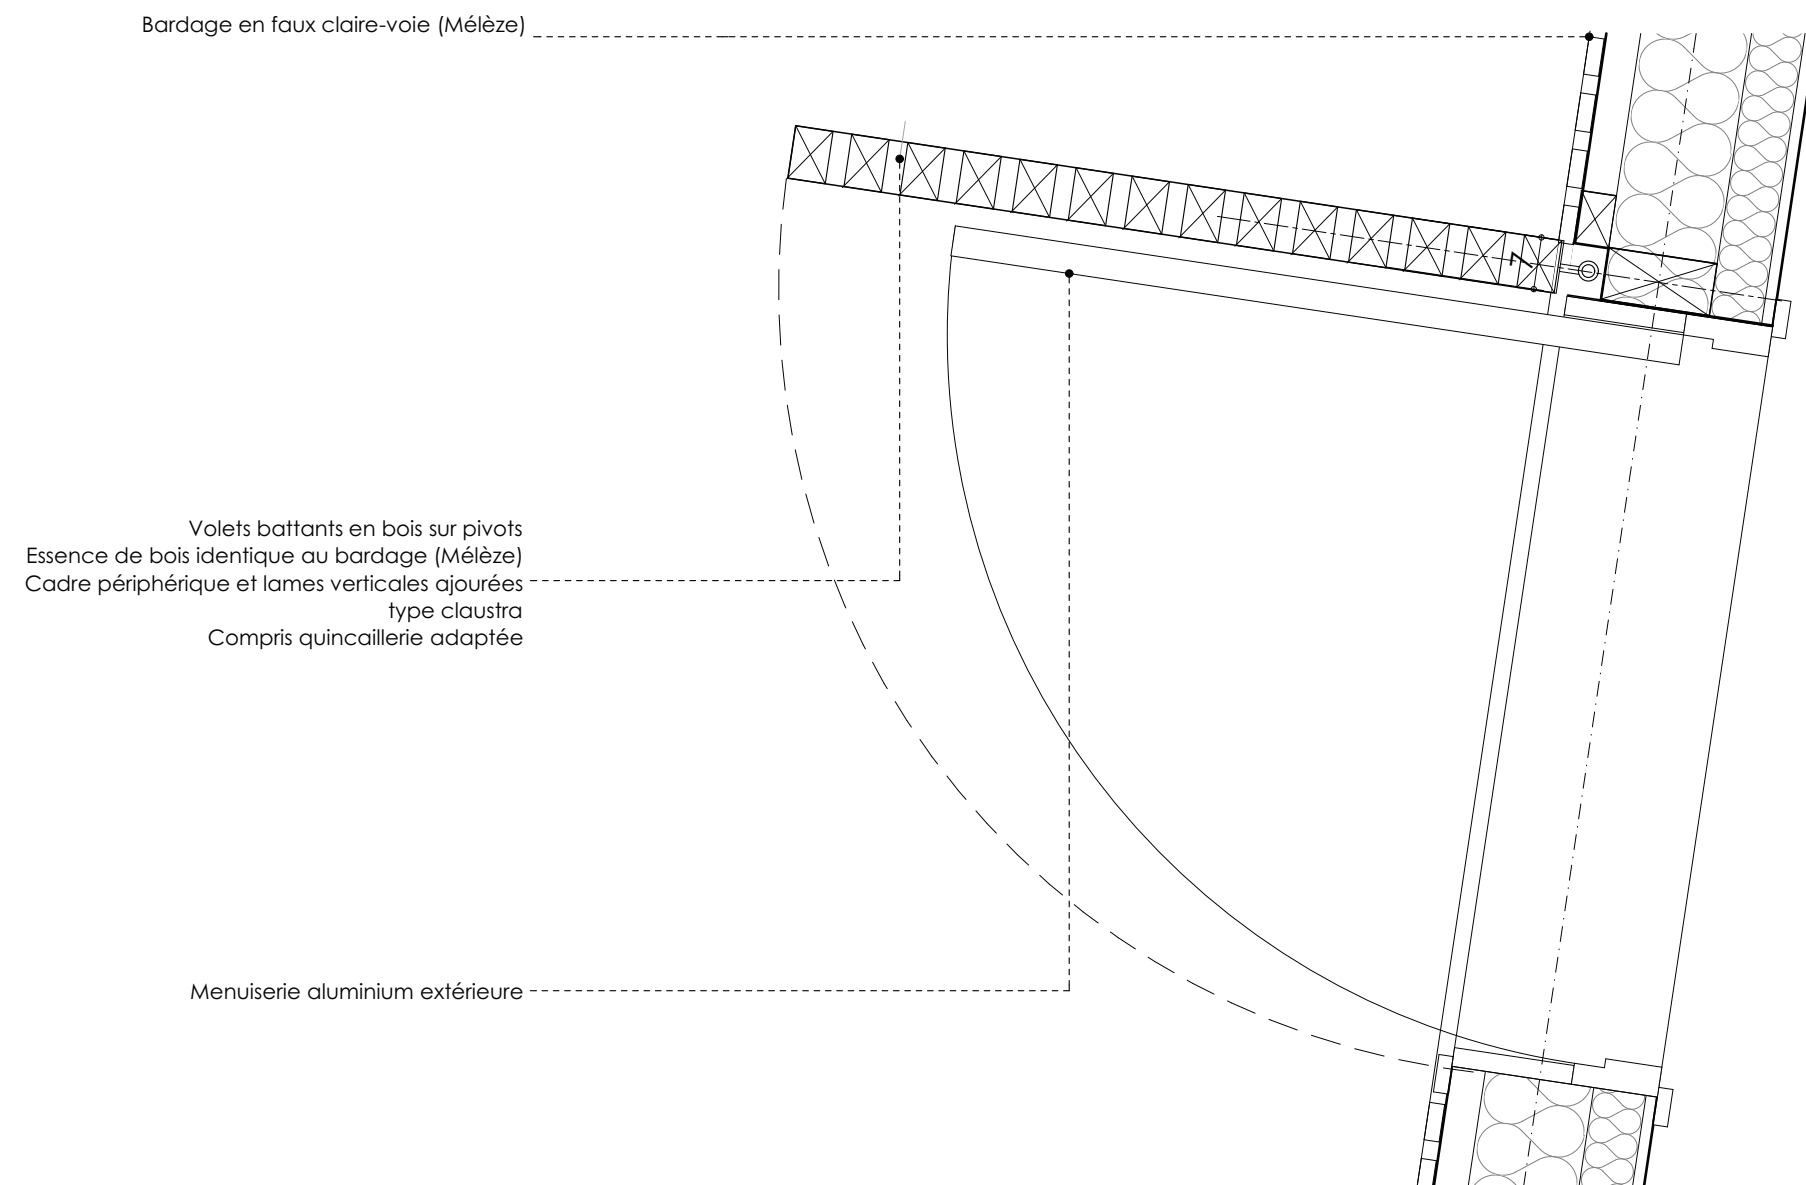 Bardage en faux claire-voie (Mélèze)
7
Volets battants en bois sur pivots
Essence de bois identique au bardage (Mélèze)
Cadre périphérique et lames verticales ajourées
type claustra
Compris quincaillerie adaptée
Menuiserie aluminium extérieure